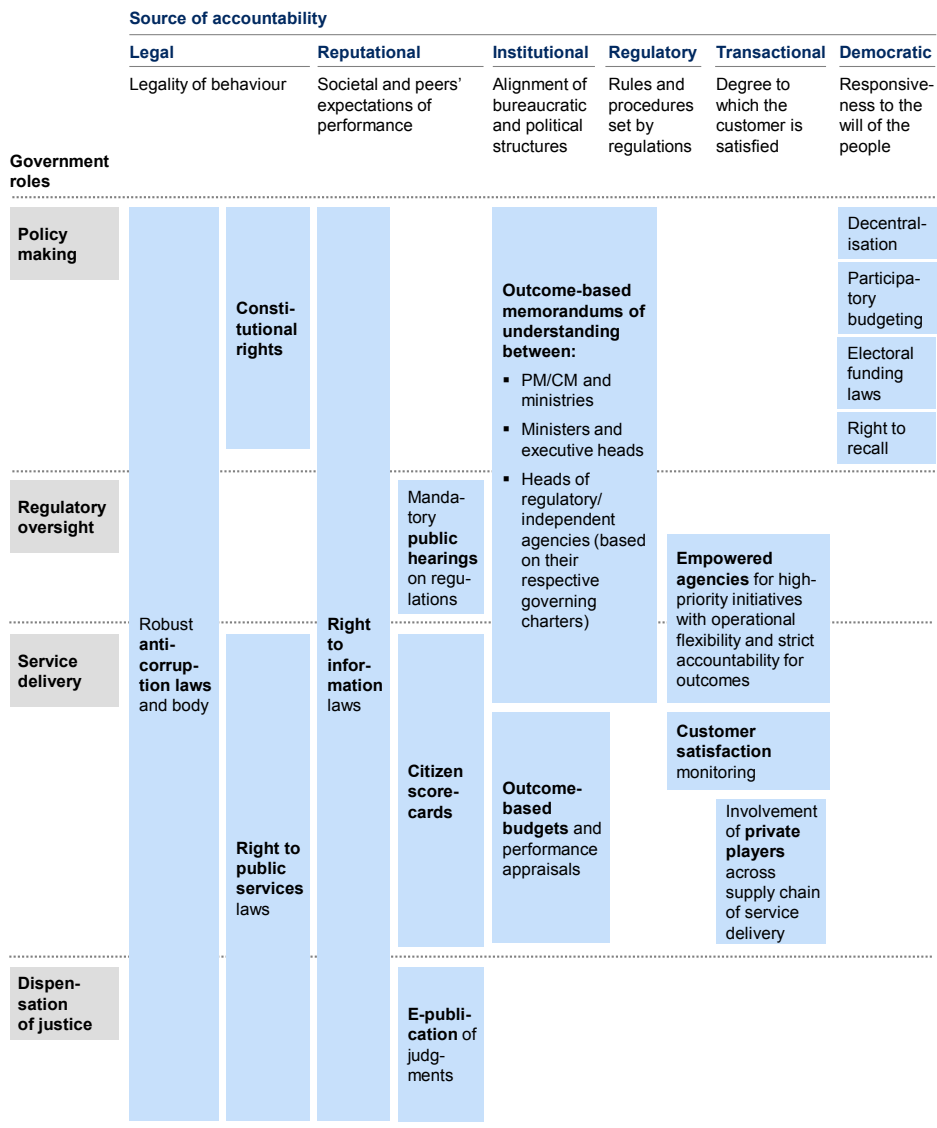 Source of accountability
Legal
Reputational
Institutional
Regulatory
Transactional
Democratic
Legality of behaviour
Societal and peers’
expectations of
performance
Alignment of
bureaucratic
and political
structures
Rules and
procedures
set by
regulations
Degree to
which the
customer is
satisfied
Responsive-
ness to the
will of the
people
Government
roles
Policy
making
Regulatory
oversight
Service
delivery
Dispen-
sation
of justice
Robust
anti-
corrup-
tion laws
and body
Consti-
tutional
rights
Right to
public
services
laws
Right
to
infor-
mation
laws
Manda-
tory
public
hearings
on regu-
lations
Citizen
score-
cards
E-publi-
cation of
judg-
ments
Outcome-based
memorandums of
understanding
between:
▪ PM/CM and
ministries
▪ Ministers and
executive heads
▪ Heads of
regulatory/
independent
agencies (based
on their
respective
governing
charters)
Outcome-
based
budgets and
performance
appraisals
Empowered
agencies for high-
priority initiatives
with operational
flexibility and strict
accountability for
outcomes
Customer
satisfaction
monitoring
Involvement
of private
players
across
supply chain
of service
delivery
Decentral-
isation
Participa-
tory
budgeting
Electoral
funding
laws
Right to
recall